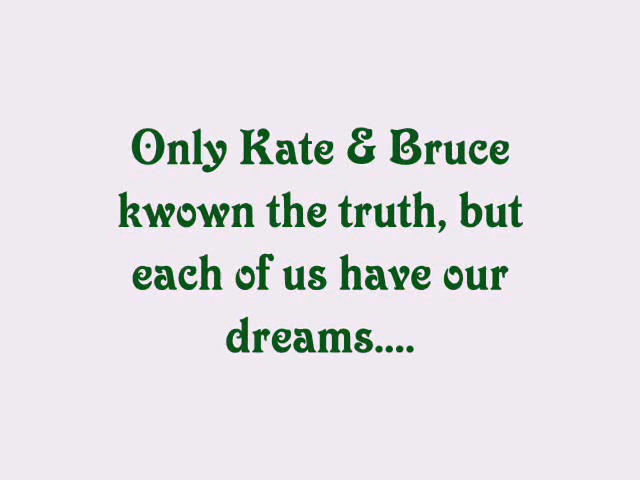 Only Kate & Bruce
kwown the truth, but
each of us have our
dreams....